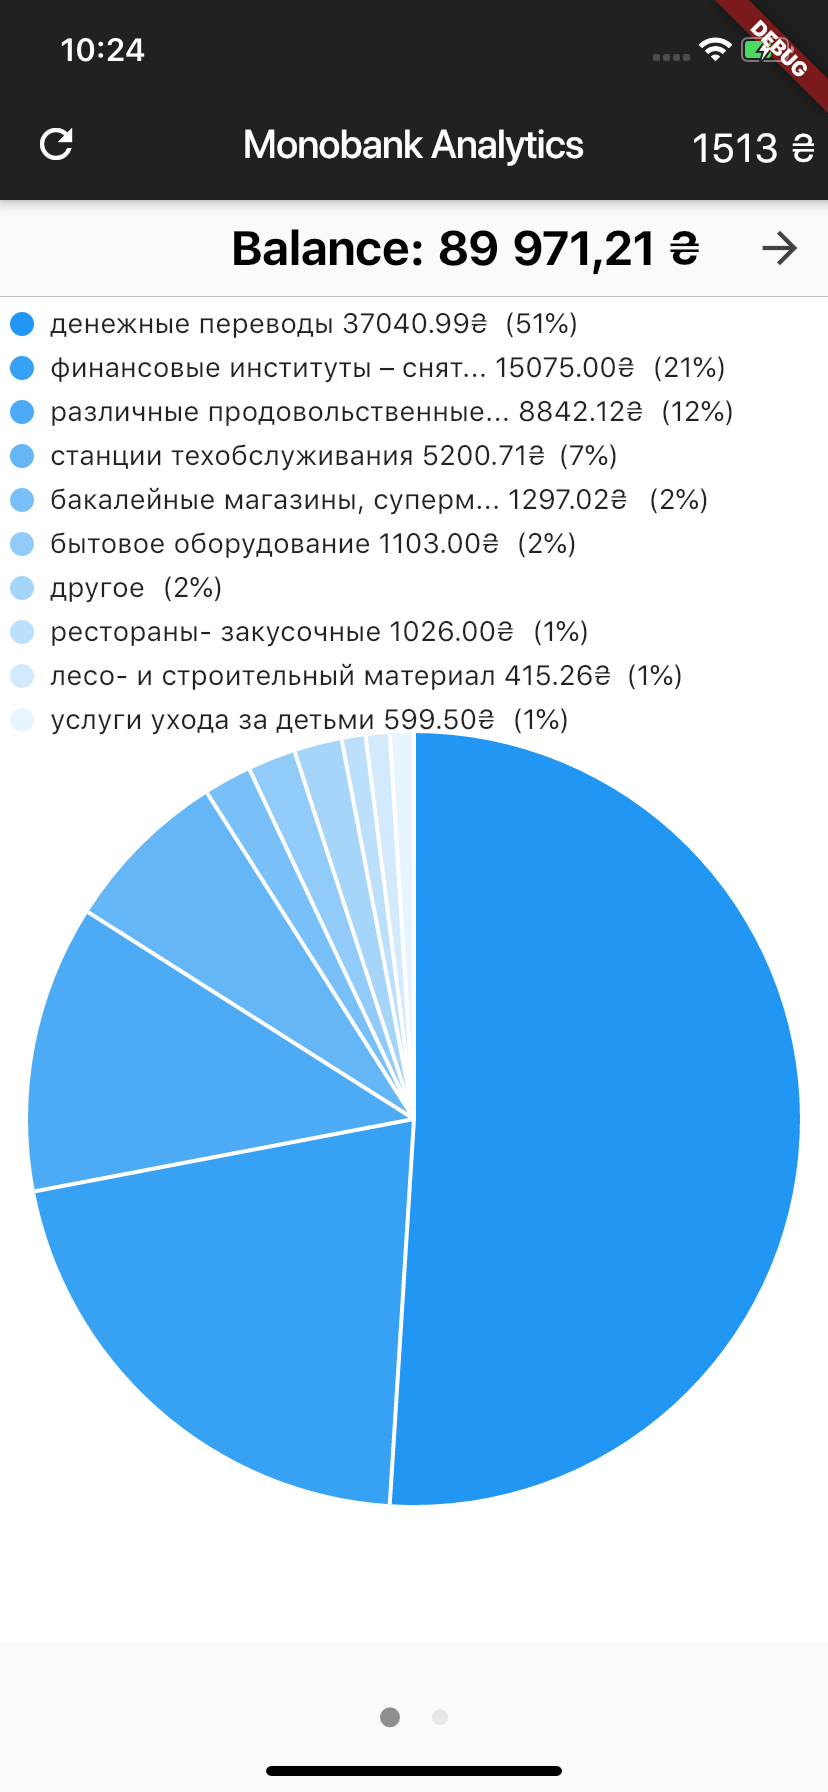 10:24
DEBUG
Monobank Analytics
1513 ₴
Balance: 89 971,21 ₴
денежные переводы 37040.99₴ (51%)
финансовые институты – снят... 15075.00₴ (21%)
различные продовольственные... 8842.12₴ (12%)
станции техобслуживания 5200.71₴ (7%)
бакалейные магазины, суперм... 1297.02₴ (2%)
бытовое оборудование 1103.00₴ (2%)
другое (2%)
рестораны- закусочные 1026.00₴ (1%)
лесо- и строительный материал 415.26₴ (1%)
услуги ухода за детьми 599.50₴ (1%)